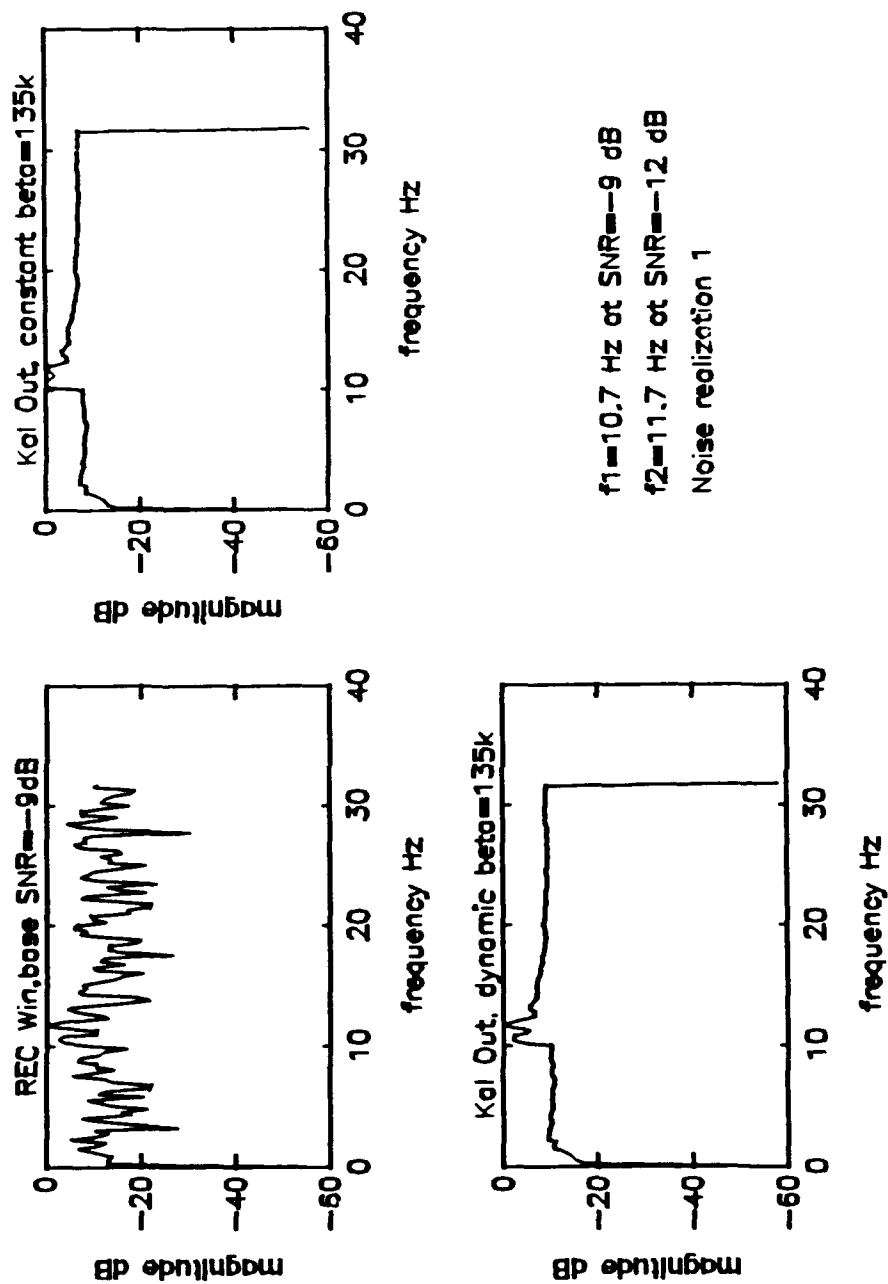 REC Win,base SNR=-9dB
0
-20
-40
-60
magnitude dB
0
10
20
30
40
frequency Hz
Kal Out, constant beta=135k
0
-20
-40
-60
magnitude dB
0
10
20
30
40
frequency Hz
Kal Out, dynamic beta=135k
0
-20
-40
-60
magnitude dB
0
10
20
30
40
frequency Hz
f1=10.7 Hz at SNR=-9 dB
f2=11.7 Hz at SNR=-12 dB
Noise realization 1